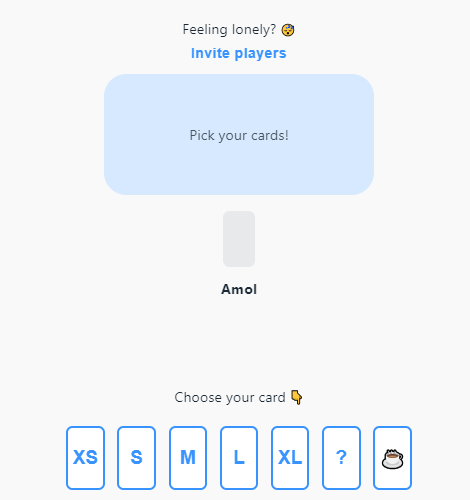 Feeling lonely? 😴
Invite players
Pick your cards!
Amol
Choose your card 👇
XS S M L XL ? ☕